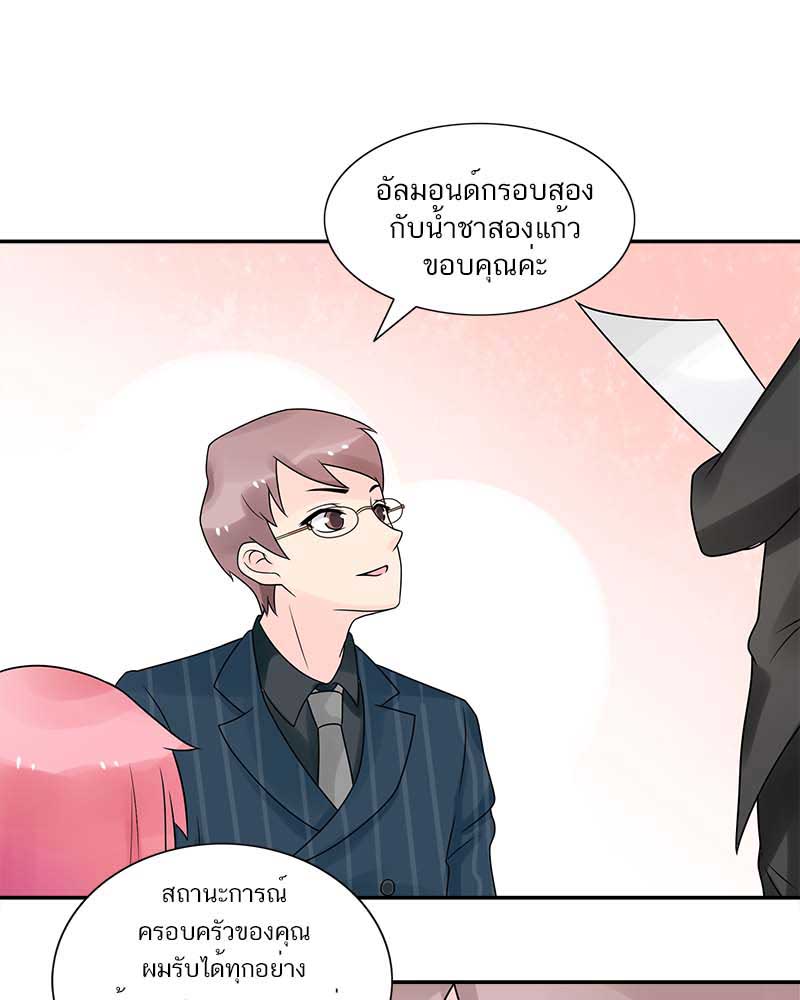 อัลมอนด์กรอบสอง
กับน้ำชาสองแก้ว
ขอบคุณค่ะ
สถานะการณ์
ครอบครัวของคุณ
ผมรับได้ทุกอย่าง